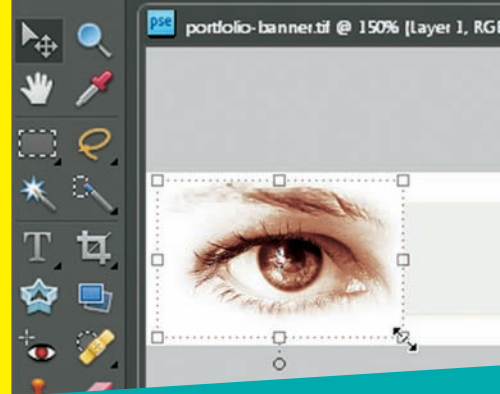 pse portfolio-banner.tif @ 150% (Layer 1, RGB
T